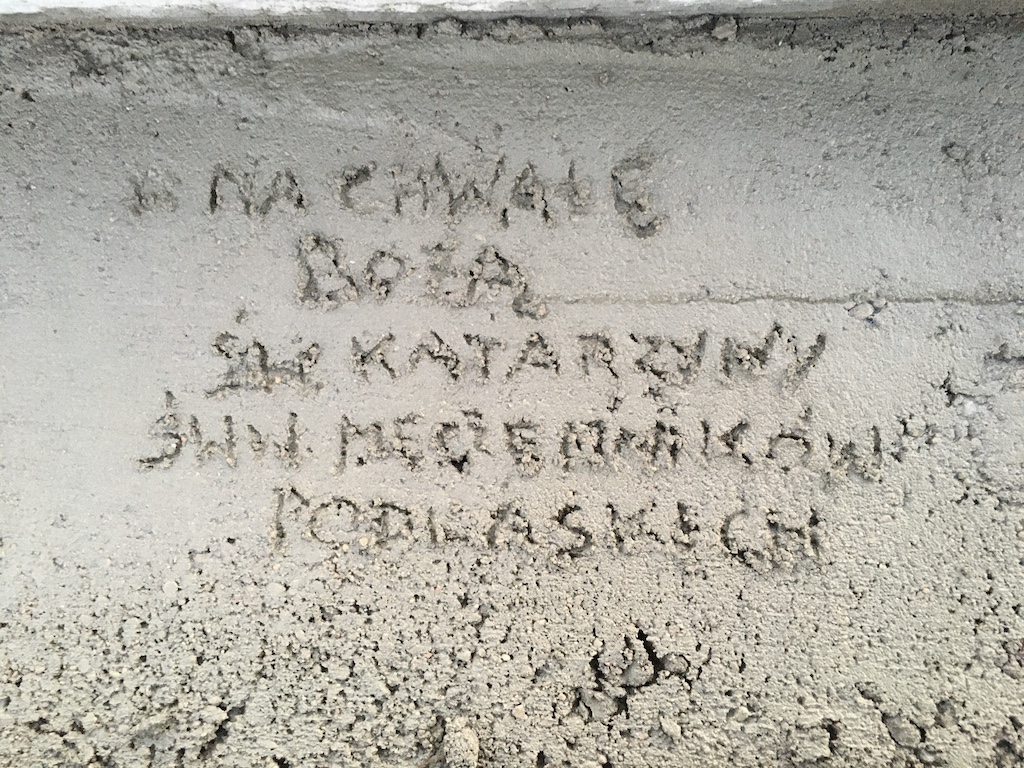 NA CHWAŁĘ
BOŻĄ
ŚW KATARZYNY
ŚWW. MĘCZENNIKÓW
PODLASKICH